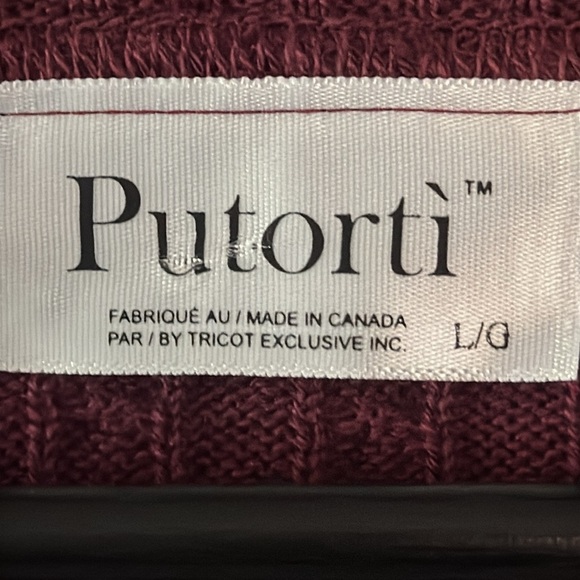 Putortì™
FABRIQUÉ AU / MADE IN CANADA
PAR / BY TRICOT EXCLUSIVE INC.
L/G